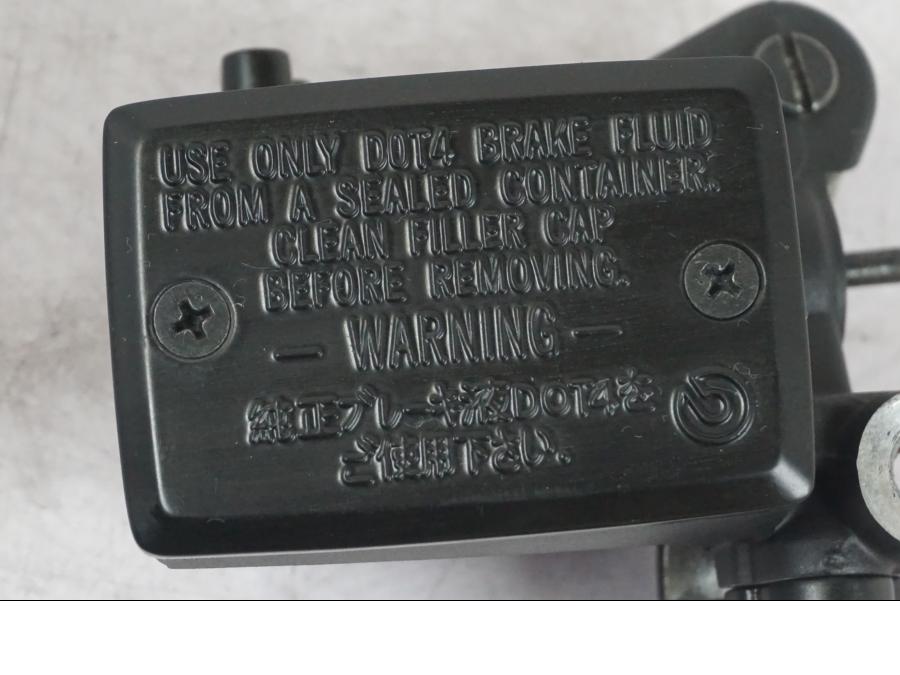 USE ONLY DOT4 BRAKE FLUID
FROM A SEALED CONTAINER.
CLEAN FILLER CAP
BEFORE REMOVING.
— WARNING —
純正ブレーキ液DOT4を
ご使用下さい。